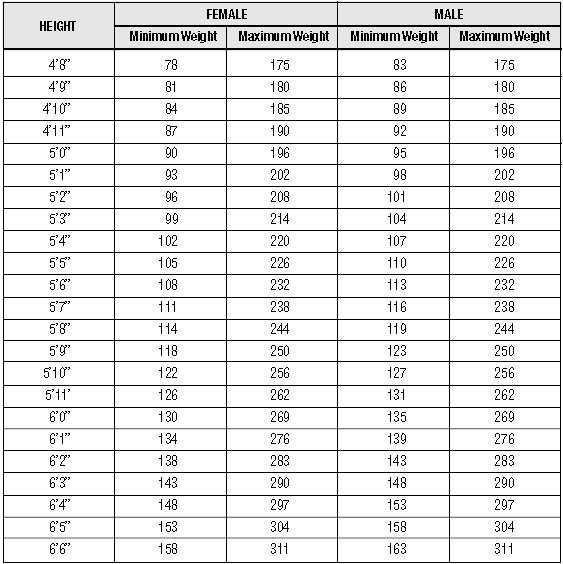 HEIGHT FEMALE MALE
Minimum Weight Maximum Weight Minimum Weight Maximum Weight
4'8" 78 175 83 175
4'9" 81 180 86 180
4'10" 84 185 89 185
4'11" 87 190 92 190
5'0" 90 196 95 196
5'1" 93 202 98 202
5'2" 96 208 101 208
5'3" 99 214 104 214
5'4" 102 220 107 220
5'5" 105 226 110 226
5'6" 108 232 113 232
5'7" 111 238 116 238
5'8" 114 244 119 244
5'9" 118 250 123 250
5'10" 122 256 127 256
5'11' 126 262 131 262
6'0" 130 269 135 269
6'1" 134 276 139 276
6'2" 138 283 143 283
6'3" 143 290 148 290
6'4" 148 297 153 297
6'5" 153 304 158 304
6'6" 158 311 163 311